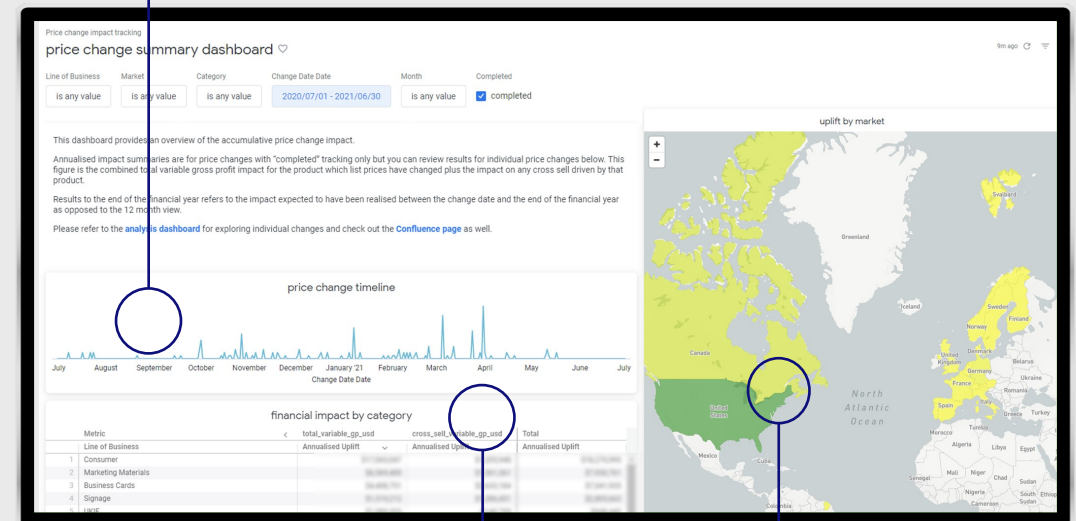 Price change impact tracking
price change summary dashboard
9m ago
Line of Business
Market
Category
Change Date Date
Month
Completed
is any value
is any value
is any value
2020/07/01 - 2021/06/30
is any value
completed
This dashboard provides an overview of the accumulative price change impact.
Annualised impact summaries are for price changes with "completed" tracking only but you can review results for individual price changes below. This
figure is the combined total variable gross profit impact for the product which list prices have changed plus the impact on any cross sell driven by that
product.
Results to the end of the financial year refers to the impact expected to have been realised between the change date and the end of the financial year
as opposed to the 12 month view.
Please refer to the analysis dashboard for exploring individual changes and check out the Confluence page as well.
price change timeline
July August September October November December January '21 February March April May June July
Change Date Date
financial impact by category
Metric total_variable_gp_usd cross_sell_variable_gp_usd Total
Line of Business Annualised Uplift Annualised Uplift Annualised Uplift
1 Consumer
2 Marketing Materials
3 Business Cards
4 Signage
5 UKIE
uplift by market
+
-
Svalbard
Greenland
Iceland
Sweden
Finland
Norway
Canada
United
Kingdom
Denmark
Belarus
Germany
Ukraine
France
Romania
North
Atlantic
Ocean
United
States
Spain
Italy
Greece
Turkey
Morocco
Tunisia
Algeria
Libya
Egypt
Mexico
Cuba
Mali
Niger
Chad
Sudan
Senegal
Nigeria
South
Sudan
Cameroon
Colombia